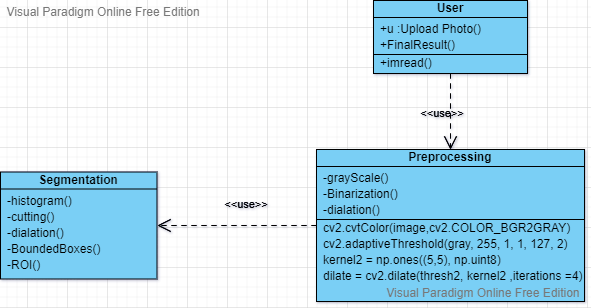 Visual Paradigm Online Free Edition
User
+u :Upload Photo()
+FinalResult()
+imread()
<<use>>
Preprocessing
-grayScale()
-Binarization()
-dialation()
cv2.cvtColor(image,cv2.COLOR_BGR2GRAY)
cv2.adaptiveThreshold(gray, 255, 1, 1, 127, 2)
kernel2 = np.ones((5,5), np.uint8)
dilate = cv2.dilate(thresh2, kernel2 ,iterations =4)
<<use>>
Segmentation
-histogram()
-cutting()
-dialation()
-BoundedBoxes()
-ROI()
Visual Paradigm Online Free Edition